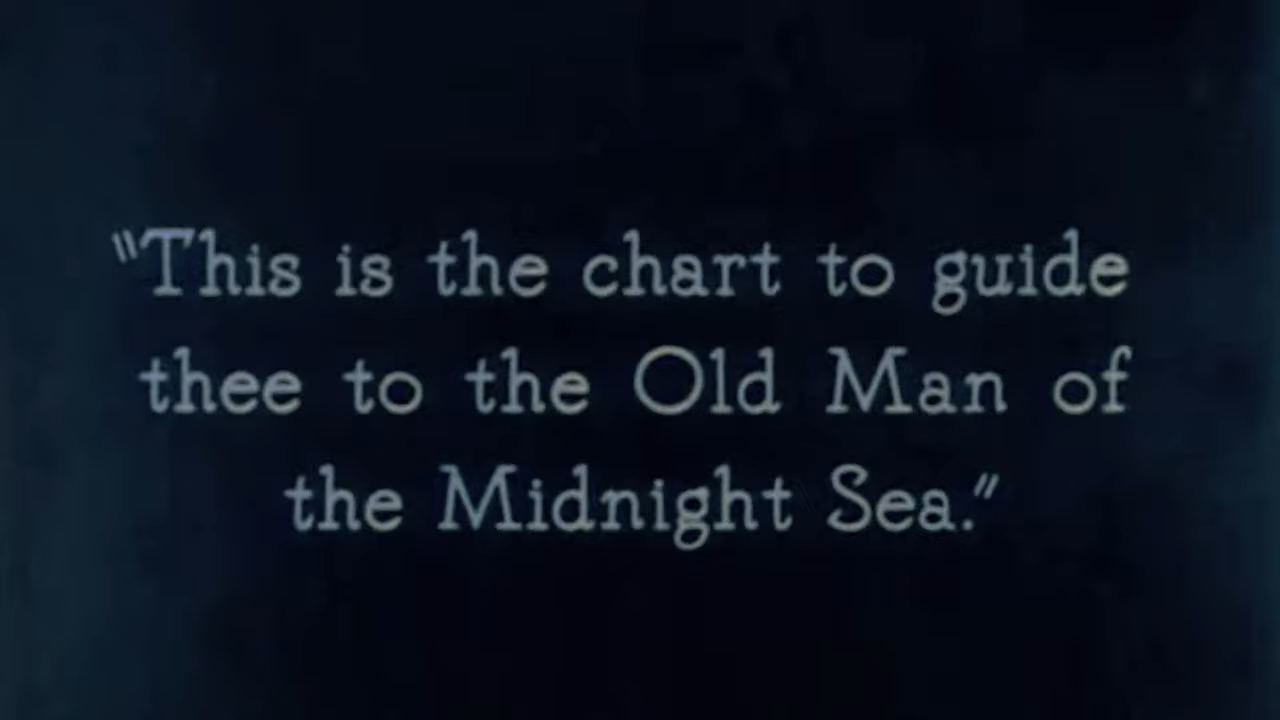 "This is the chart to guide
thee to the Old Man of
the Midnight Sea."